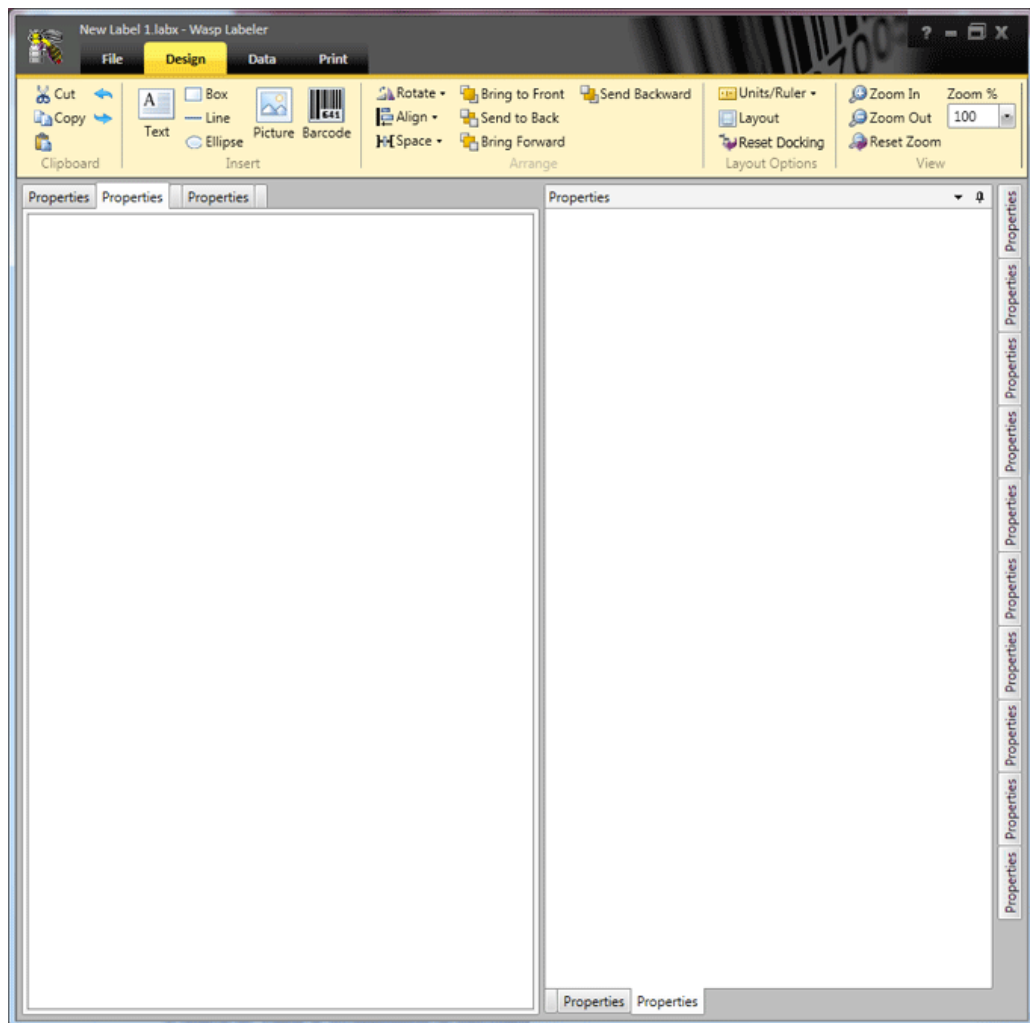 New Label 1.labx - Wasp Labeler
File Design Data Print
Cut
Copy
Clipboard
A
Text
Box
Line
Ellipse
Picture
641
Barcode
Insert
Rotate
Align
Space
Bring to Front
Send to Back
Bring Forward
Send Backward
Arrange
Units/Ruler
Layout
Reset Docking
Layout Options
Zoom In
Zoom Out
Reset Zoom
Zoom %
100
View
700
Properties Properties Properties
Properties
Properties
Properties
Properties
Properties
Properties
Properties
Properties
Properties
Properties
Properties
Properties Properties